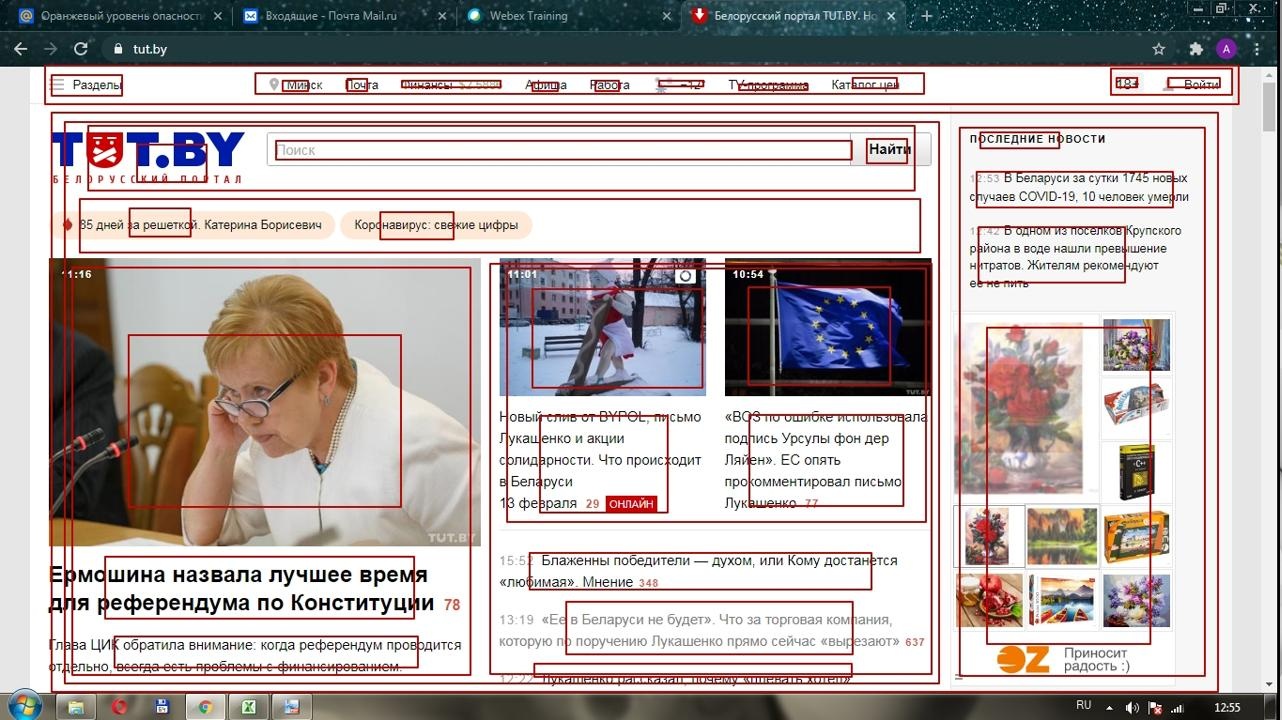 Оранжевый уровень опасност
Входящие - Почта Mail.ru
Webex Training
Белорусский портал TUT.BY. Но
tut.by
A
Разделы
Минск
Почта
Финансы
Афиша
Работа
-12°
TV-программа
Каталог цен
18+
Войти
TUT.BY
БЕЛОРУССКИЙ ПОРТАЛ
Поиск
Найти
85 дней за решеткой. Катерина Борисевич
Коронавирус: свежие цифры
11:16
TUT.BY
Ермошина назвала лучшее время
для референдума по Конституции 78
Глава ЦИК обратила внимание: когда референдум проводится
отдельно, всегда есть проблемы с финансированием.
11:01
Новый слив от BYPOL, письмо
Лукашенко и акции
солидарности. Что происходит
в Беларуси
13 февраля 29 ОНЛАЙН
10:54
TUT.BY
«ВОЗ по ошибке использовала
подпись Урсулы фон дер
Ляйен». ЕС опять
прокомментировал письмо
Лукашенко 77
15:52 Блаженны победители — духом, или Кому достанется
«любимая». Мнение 348
13:19 «Ее в Беларуси не будет». Что за торговая компания,
которую по поручению Лукашенко прямо сейчас «вырезают» 637
12:22 Лукашенко рассказал, почему «плевать хотел»
ПОСЛЕДНИЕ НОВОСТИ
12:53 В Беларуси за сутки 1745 новых
случаев COVID-19, 10 человек умерли
12:42 В одном из поселков Крупского
района в воде нашли превышение
нитратов. Жителям рекомендуют
ее не пить
C++
OZ Приносит
радость :)
RU
12:55